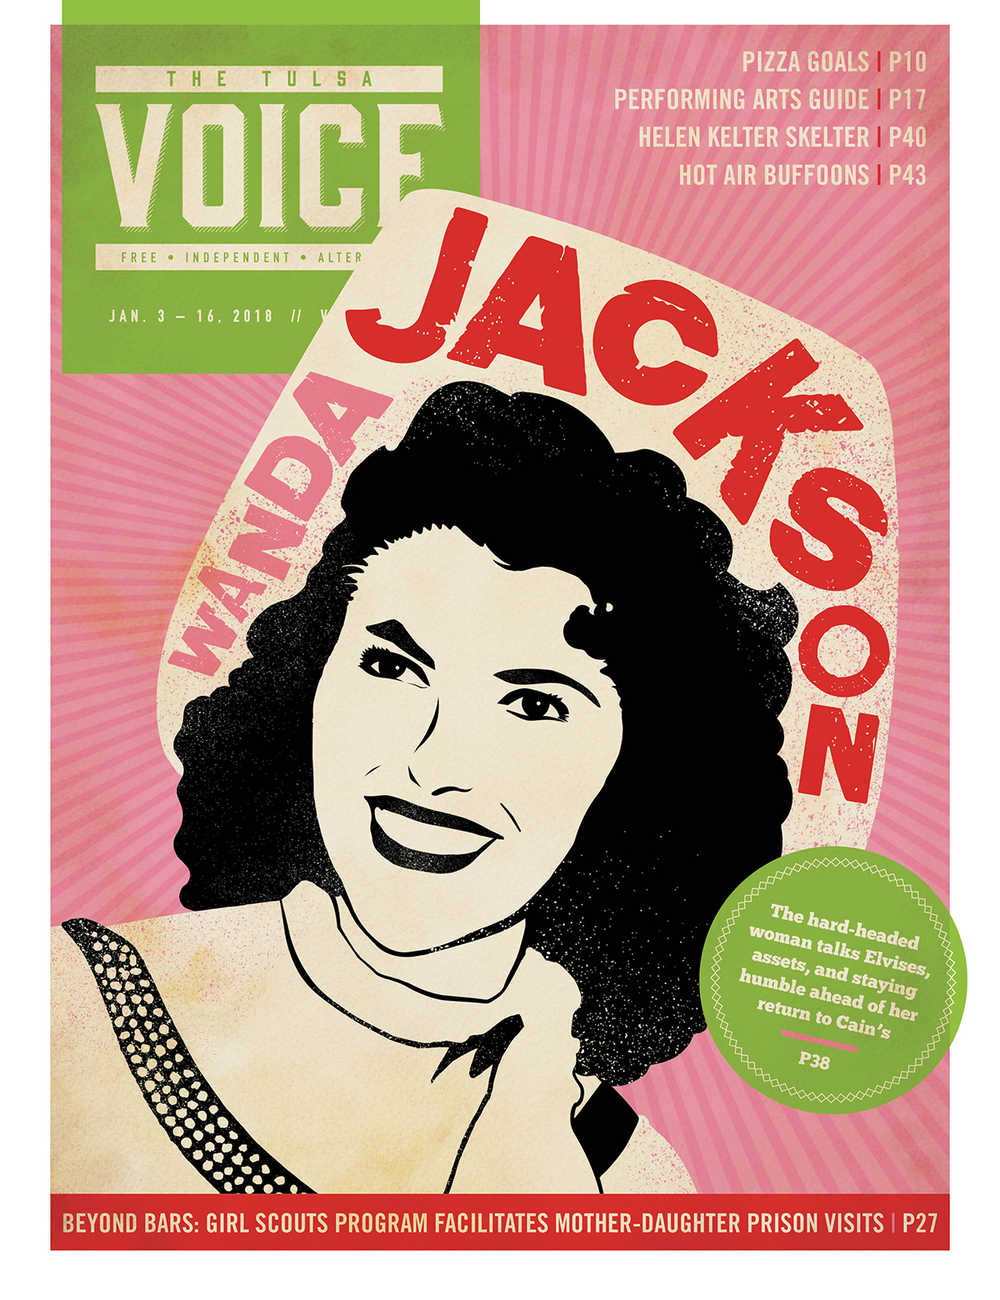 THE TULSA
VOICE
FREE • INDEPENDENT • ALTER
JAN. 3 – 16, 2018 //
PIZZA GOALS | P10
PERFORMING ARTS GUIDE | P17
HELEN KELTER SKELTER | P40
HOT AIR BUFFOONS | P43
WANDA
JACKSON
The hard-headed
woman talks Elvises,
assets, and staying
humble ahead of her
return to Cain's
P38
BEYOND BARS: GIRL SCOUTS PROGRAM FACILITATES MOTHER-DAUGHTER PRISON VISITS | P27